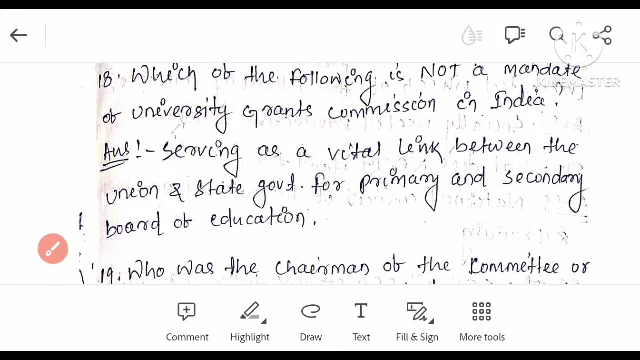 KINEMASTER
18. Which of the following is NOT a mandate
of University Grants Commission in India?
Ans :- Serving as a vital link between the
union & state govt. for primary and secondary
board of education.
19. Who was the Chairman of the Committee or
Comment
Highlight
Draw
Text
Fill & Sign
More tools